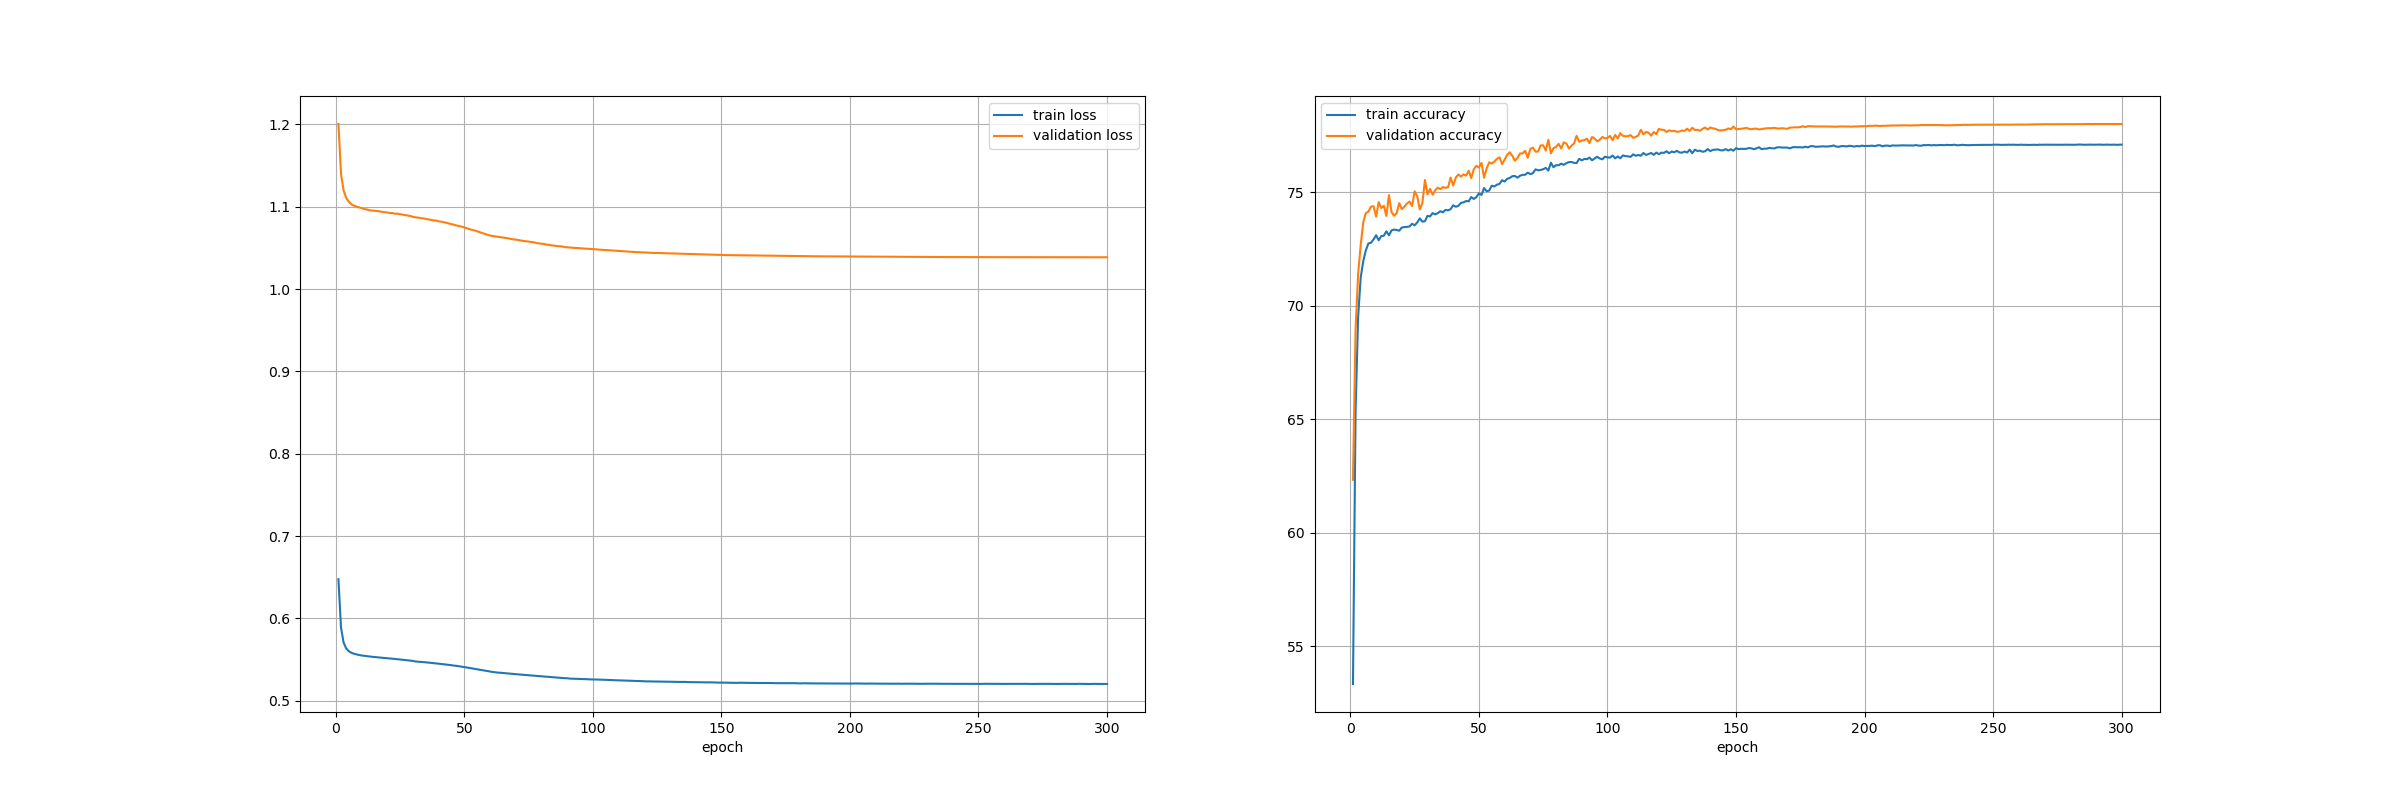 train loss
validation loss
1.2
1.1
1.0
0.9
0.8
0.7
0.6
0.5
0 50 100 150 200 250 300
epoch
train accuracy
validation accuracy
75
70
65
60
55
0 50 100 150 200 250 300
epoch